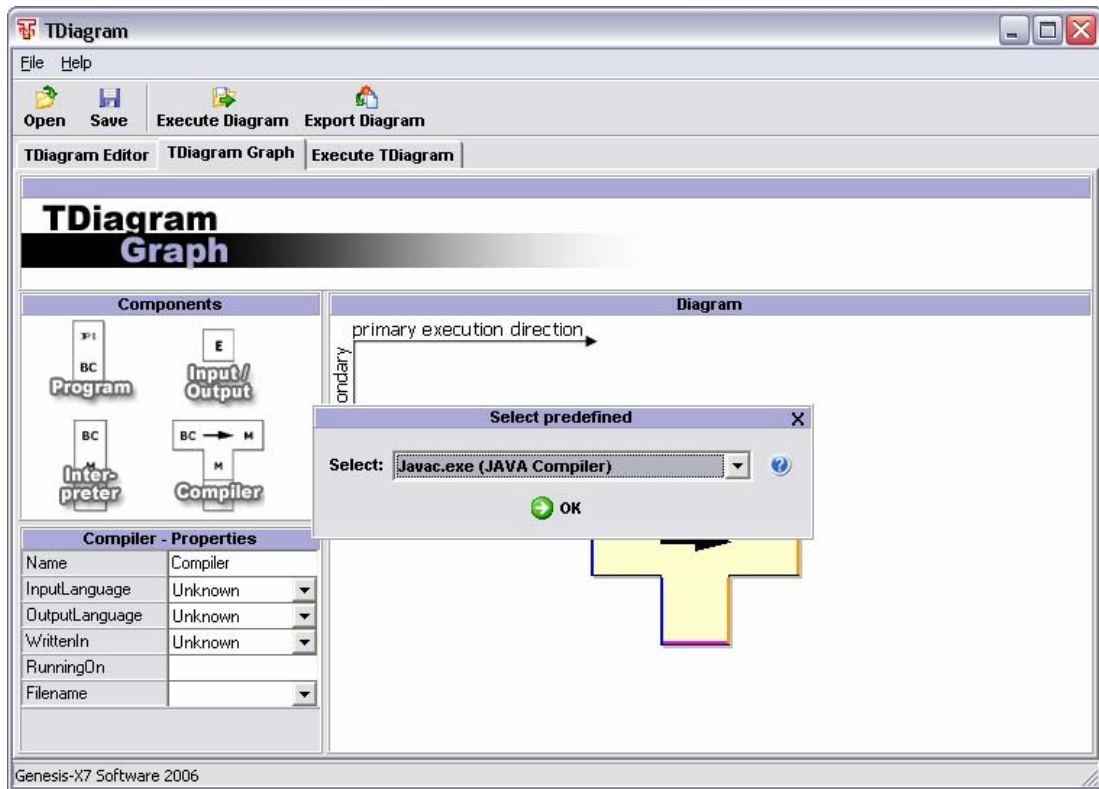 TDiagram
File Help
Open Save Execute Diagram Export Diagram
TDiagram Editor TDiagram Graph Execute TDiagram
TDiagram
Graph
Components
JP1
BC
Program
E
Input/
Output
BC
M
Inter-
preter
BC M
M
Compiler
Compiler - Properties
Name Compiler
InputLanguage Unknown
OutputLanguage Unknown
WrittenIn Unknown
RunningOn
Filename
Diagram
primary execution direction
ondary
Select predefined X
Select: Javac.exe (JAVA Compiler)
OK
Genesis-X7 Software 2006